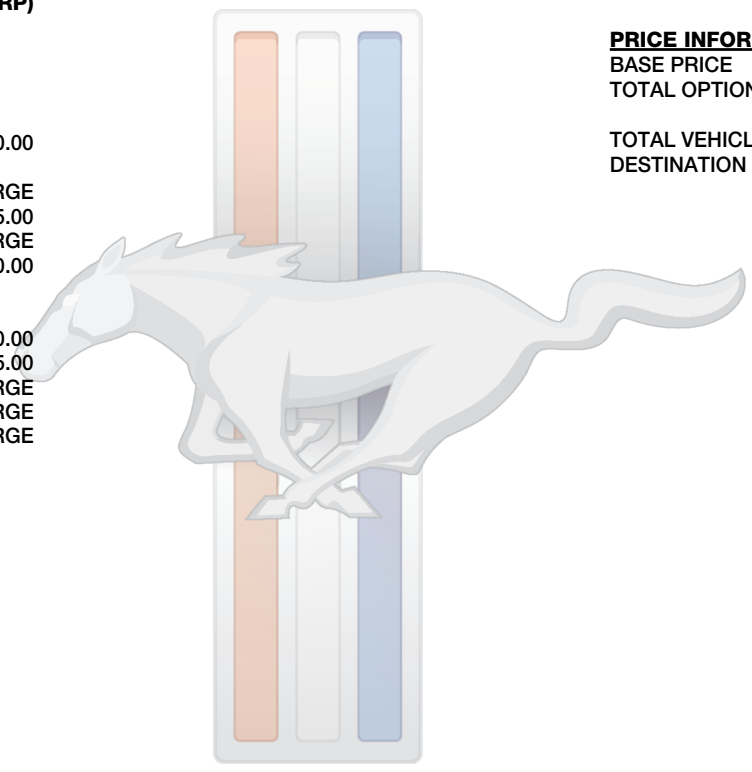 RP)
0.00
RGE
5.00
RGE
0.00
0.00
5.00
RGE
RGE
RGE
PRICE INFOR
BASE PRICE
TOTAL OPTION
TOTAL VEHICL
DESTINATION